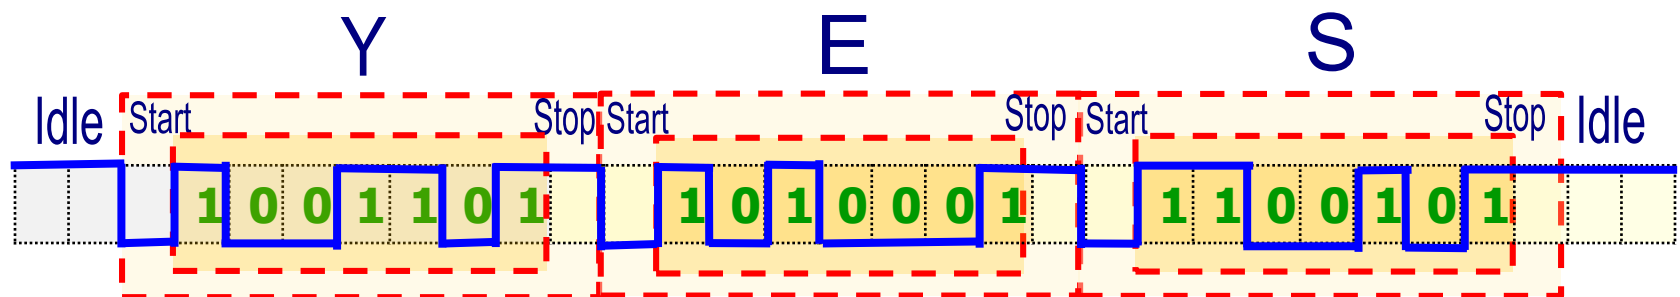 Y E S
Idle Start Stop Start Stop Start Stop Idle
1 0 0 1 1 0 1 1 0 1 0 0 0 1 1 1 0 0 1 0 1